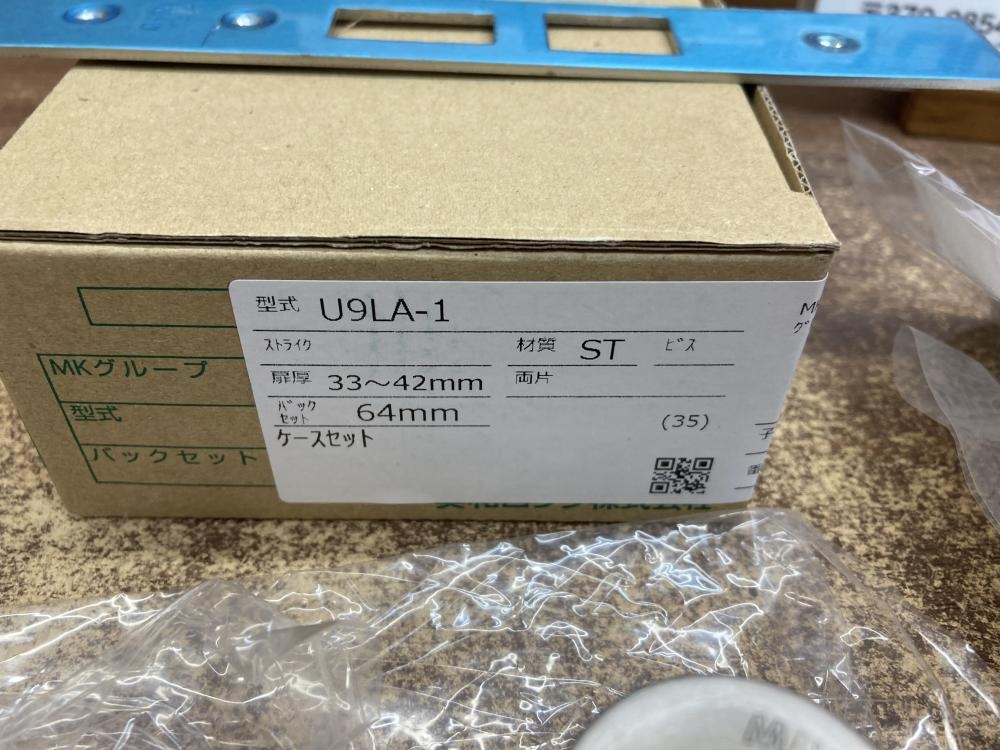 型式 U9LA-1
ストライク 材質 ST ビス
扉厚 33～42mm 両片
バックセット 64mm
(35)
ケースセット
MKグループ
型式
バックセット